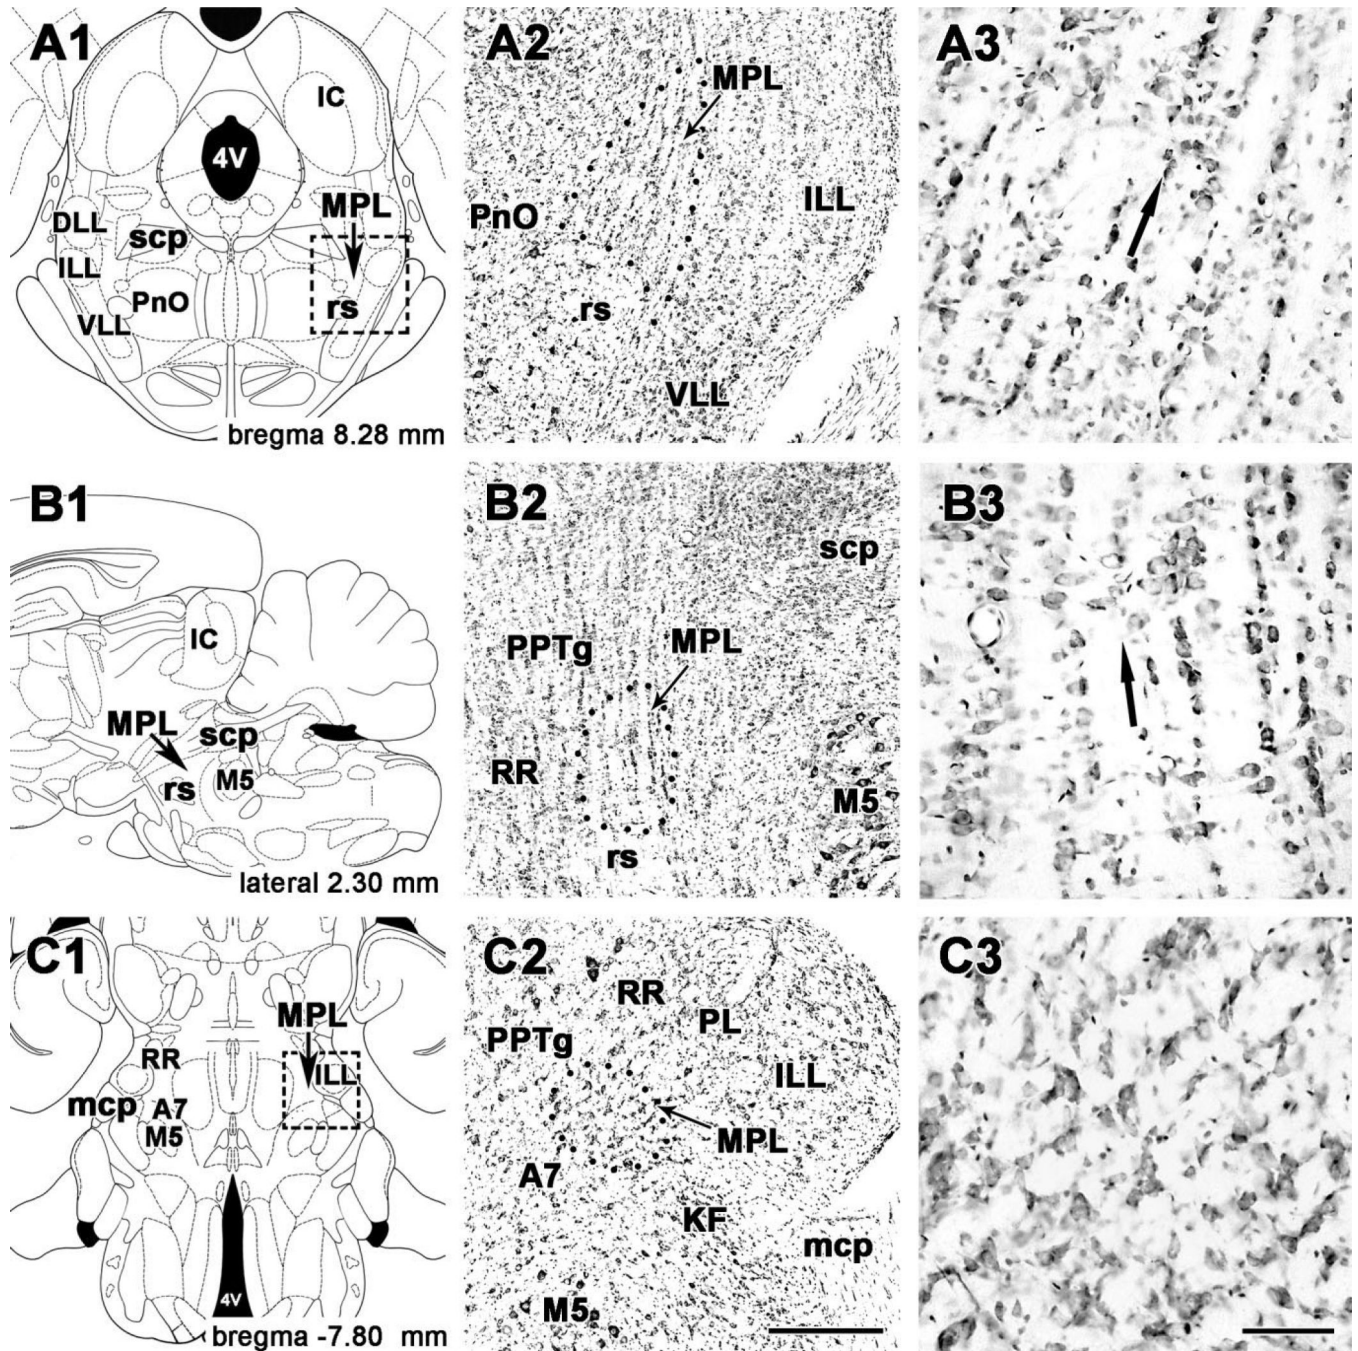 A1
IC
4V
MPL
DLL
scp
ILL
PnO
rs
VLL
bregma 8.28 mm
A2
MPL
ILL
PnO
rs
VLL
A3
B1
IC
MPL
scp
rs
M5
lateral 2.30 mm
B2
scp
PPTg
MPL
RR
M5
rs
B3
C1
MPL
RR
ILL
mcp
A7
M5
4V
bregma -7.80 mm
C2
RR
PL
PPTg
ILL
MPL
A7
KF
mcp
M5
C3